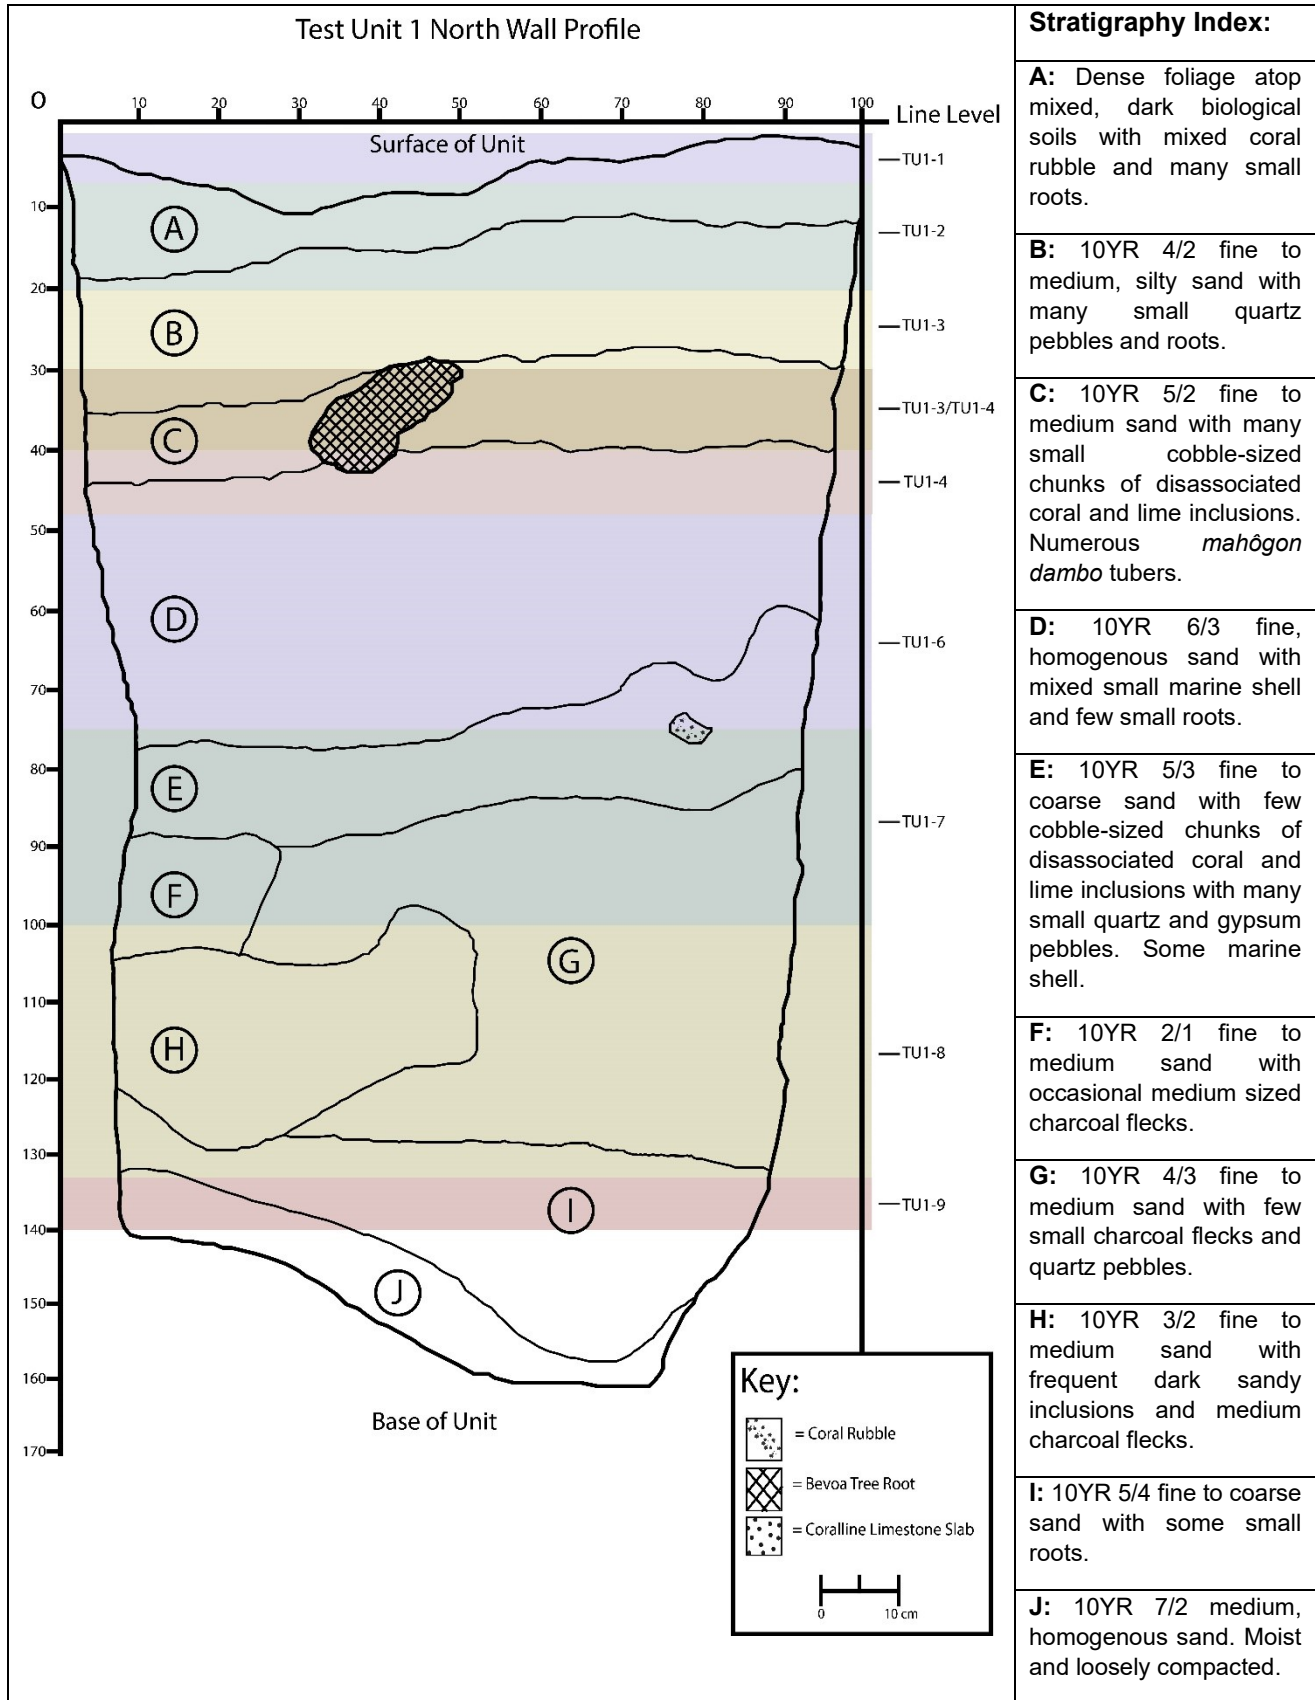 Test Unit 1 North Wall Profile
O
10 20 30 40 50 60 70 80 90 100
Line Level
Surface of Unit
TU1-1
10
A
TU1-2
20
B
TU1-3
30
TU1-3/TU1-4
C
40
TU1-4
50
60
D
TU1-6
70
80
E
TU1-7
90
F
100
G
110
H
TU1-8
120
130
I
TU1-9
140
J
150
160
Base of Unit
170
Key:
= Coral Rubble
= Bevoa Tree Root
= Coralline Limestone Slab
0 10 cm
Stratigraphy Index:
A: Dense foliage atop
mixed, dark biological
soils with mixed coral
rubble and many small
roots.
B: 10YR 4/2 fine to
medium, silty sand with
many small quartz
pebbles and roots.
C: 10YR 5/2 fine to
medium sand with many
small cobble-sized
chunks of disassociated
coral and lime inclusions.
Numerous mahôgon
dambo tubers.
D: 10YR 6/3 fine,
homogenous sand with
mixed small marine shell
and few small roots.
E: 10YR 5/3 fine to
coarse sand with few
cobble-sized chunks of
disassociated coral and
lime inclusions with many
small quartz and gypsum
pebbles. Some marine
shell.
F: 10YR 2/1 fine to
medium sand with
occasional medium sized
charcoal flecks.
G: 10YR 4/3 fine to
medium sand with few
small charcoal flecks and
quartz pebbles.
H: 10YR 3/2 fine to
medium sand with
frequent dark sandy
inclusions and medium
charcoal flecks.
I: 10YR 5/4 fine to coarse
sand with some small
roots.
J: 10YR 7/2 medium,
homogenous sand. Moist
and loosely compacted.